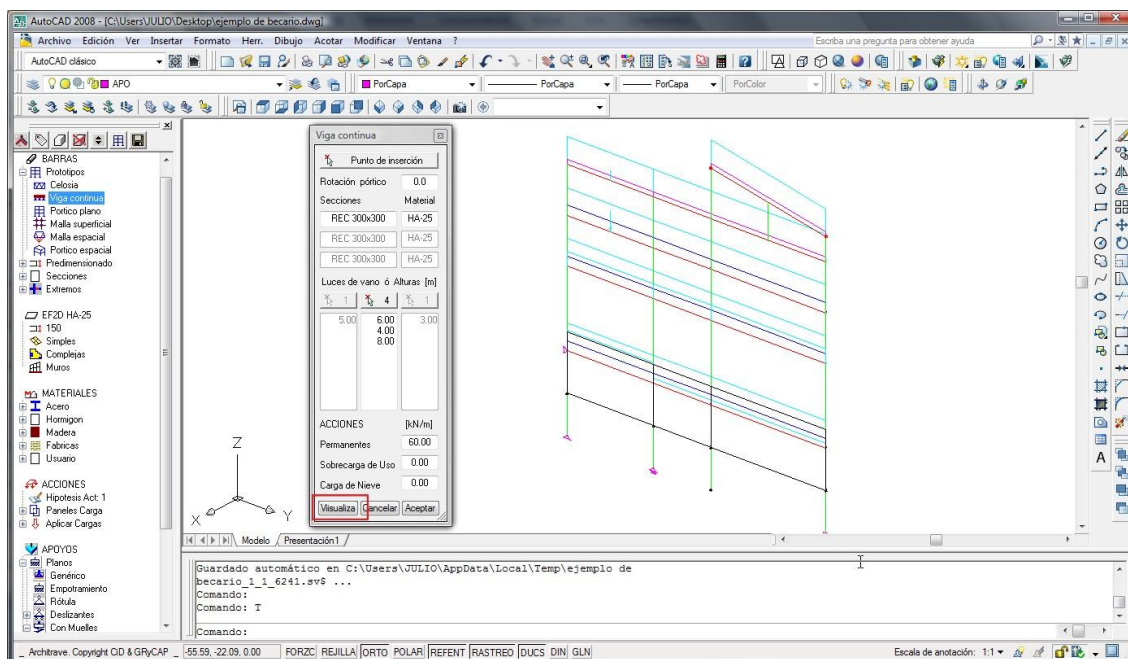 AutoCAD 2008 - [C:\Users\JULIO\Desktop\ejemplo de becario.dwg]
Archivo Edición Ver Insertar Formato Herr. Dibujo Acotar Modificar Ventana ?
Escriba una pregunta para obtener ayuda
AutoCAD clásico
APO
PorCapa
PorCapa
PorCapa
PorColor
BARRAS
Prototipos
Celosia
Viga continua
Portico plano
Malla superficial
Malla espacial
Portico espacial
Predimensionado
Secciones
Extremos
EF2D HA-25
150
Simples
Complejas
Muros
MATERIALES
Acero
Hormigon
Madera
Fabricas
Usuario
ACCIONES
Hipotesis Act: 1
Paneles Carga
Aplicar Cargas
APOYOS
Planos
Genérico
Empotramiento
Rótula
Deslizantes
Con Muelles
Viga continua
Punto de inserción
Rotación pórtico 0.0
Secciones Material
REC 300x300 HA-25
REC 300x300 HA-25
REC 300x300 HA-25
Luces de vano ó Alturas [m]
1 4 1
5.00 6.00 3.00
4.00
8.00
ACCIONES [kN/m]
Permanentes 60.00
Sobrecarga de Uso 0.00
Carga de Nieve 0.00
Visualiza Cancelar Aceptar
Z
X
Y
A
Modelo Presentación1
Guardado automático en C:\Users\JULIO\AppData\Local\Temp\ejemplo de
becario_1_1_6241.sv$ ...
Comando:
Comando: T
Comando:
_ Architrave. Copyright CiD & GRyCAP _ -55.59, -22.09, 0.00 FORZC REJILLA ORTO POLAR REFENT RASTREO DUCS DIN GLN Escala de anotación: 1:1